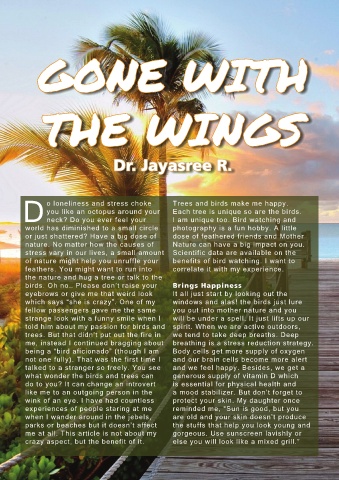 GONE WITH
THE WINGS
Dr. Jayasree R.
Do loneliness and stress choke
you like an octopus around your
neck? Do you ever feel your
world has diminished to a small circle
or just shattered? Have a big dose of
nature. No matter how the causes of
stress vary in our lives, a small amount
of nature might help you unruffle your
feathers. You might want to run into
the nature and hug a tree or talk to the
birds. Oh no.. Please don't raise your
eyebrows or give me that weird look
which says "she is crazy". One of my
fellow passengers gave me the same
strange look with a funny smile when I
told him about my passion for birds and
trees. But that didn't put out the fire in
me, instead I continued bragging about
being a "bird aficionado" (though I am
not one fully). That was the first time I
talked to a stranger so freely. You see
what wonder the birds and trees can
do to you? It can change an introvert
like me to an outgoing person in the
wink of an eye. I have had countless
experiences of people staring at me
when I wander around in the jebels,
parks or beaches but it doesn't affect
me at all. This article is not about my
crazy aspect, but the benefit of it.
Trees and birds make me happy.
Each tree is unique so are the birds.
I am unique too. Bird watching and
photography is a fun hobby. A little
dose of feathered friends and Mother
Nature can have a big impact on you.
Scientific data are available on the
benefits of bird watching. I want to
correlate it with my experience.
Brings Happiness
It all just start by looking out the
windows and alas! the birds just lure
you out into mother nature and you
will be under a spell. It just lifts up our
spirit. When we are active outdoors,
we tend to take deep breaths. Deep
breathing is a stress reduction strategy.
Body cells get more supply of oxygen
and our brain cells become more alert
and we feel happy. Besides, we get a
generous supply of vitamin D which
is essential for physical health and
a mood stabilizer. But don't forget to
protect your skin. My daughter once
reminded me, "Sun is good, but you
are old and your skin doesn't produce
the stuffs that help you look young and
gorgeous. Use sunscreen lavishly or
else you will look like a mixed grill."